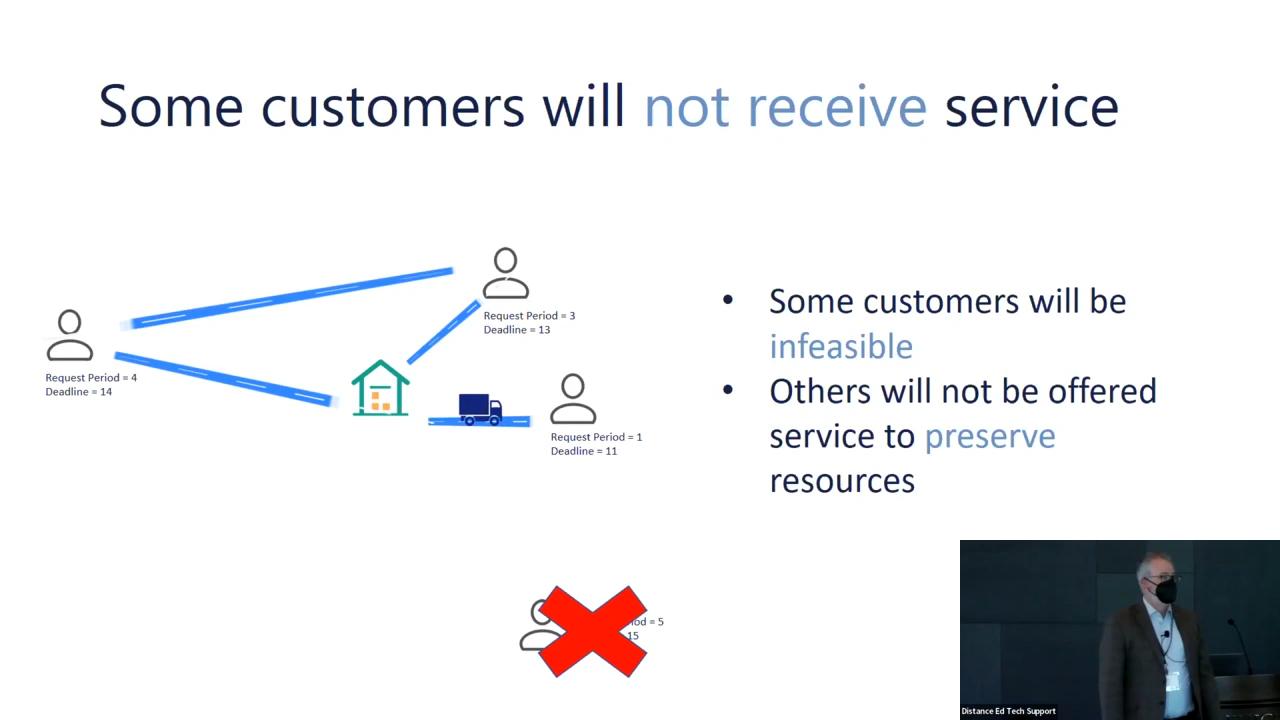 Some customers will not receive service
Request Period = 3
Deadline = 13
Request Period = 4
Deadline = 14
Request Period = 1
Deadline = 11
= 5
15
• Some customers will be
infeasible
• Others will not be offered
service to preserve
resources
Distance Ed Tech Support